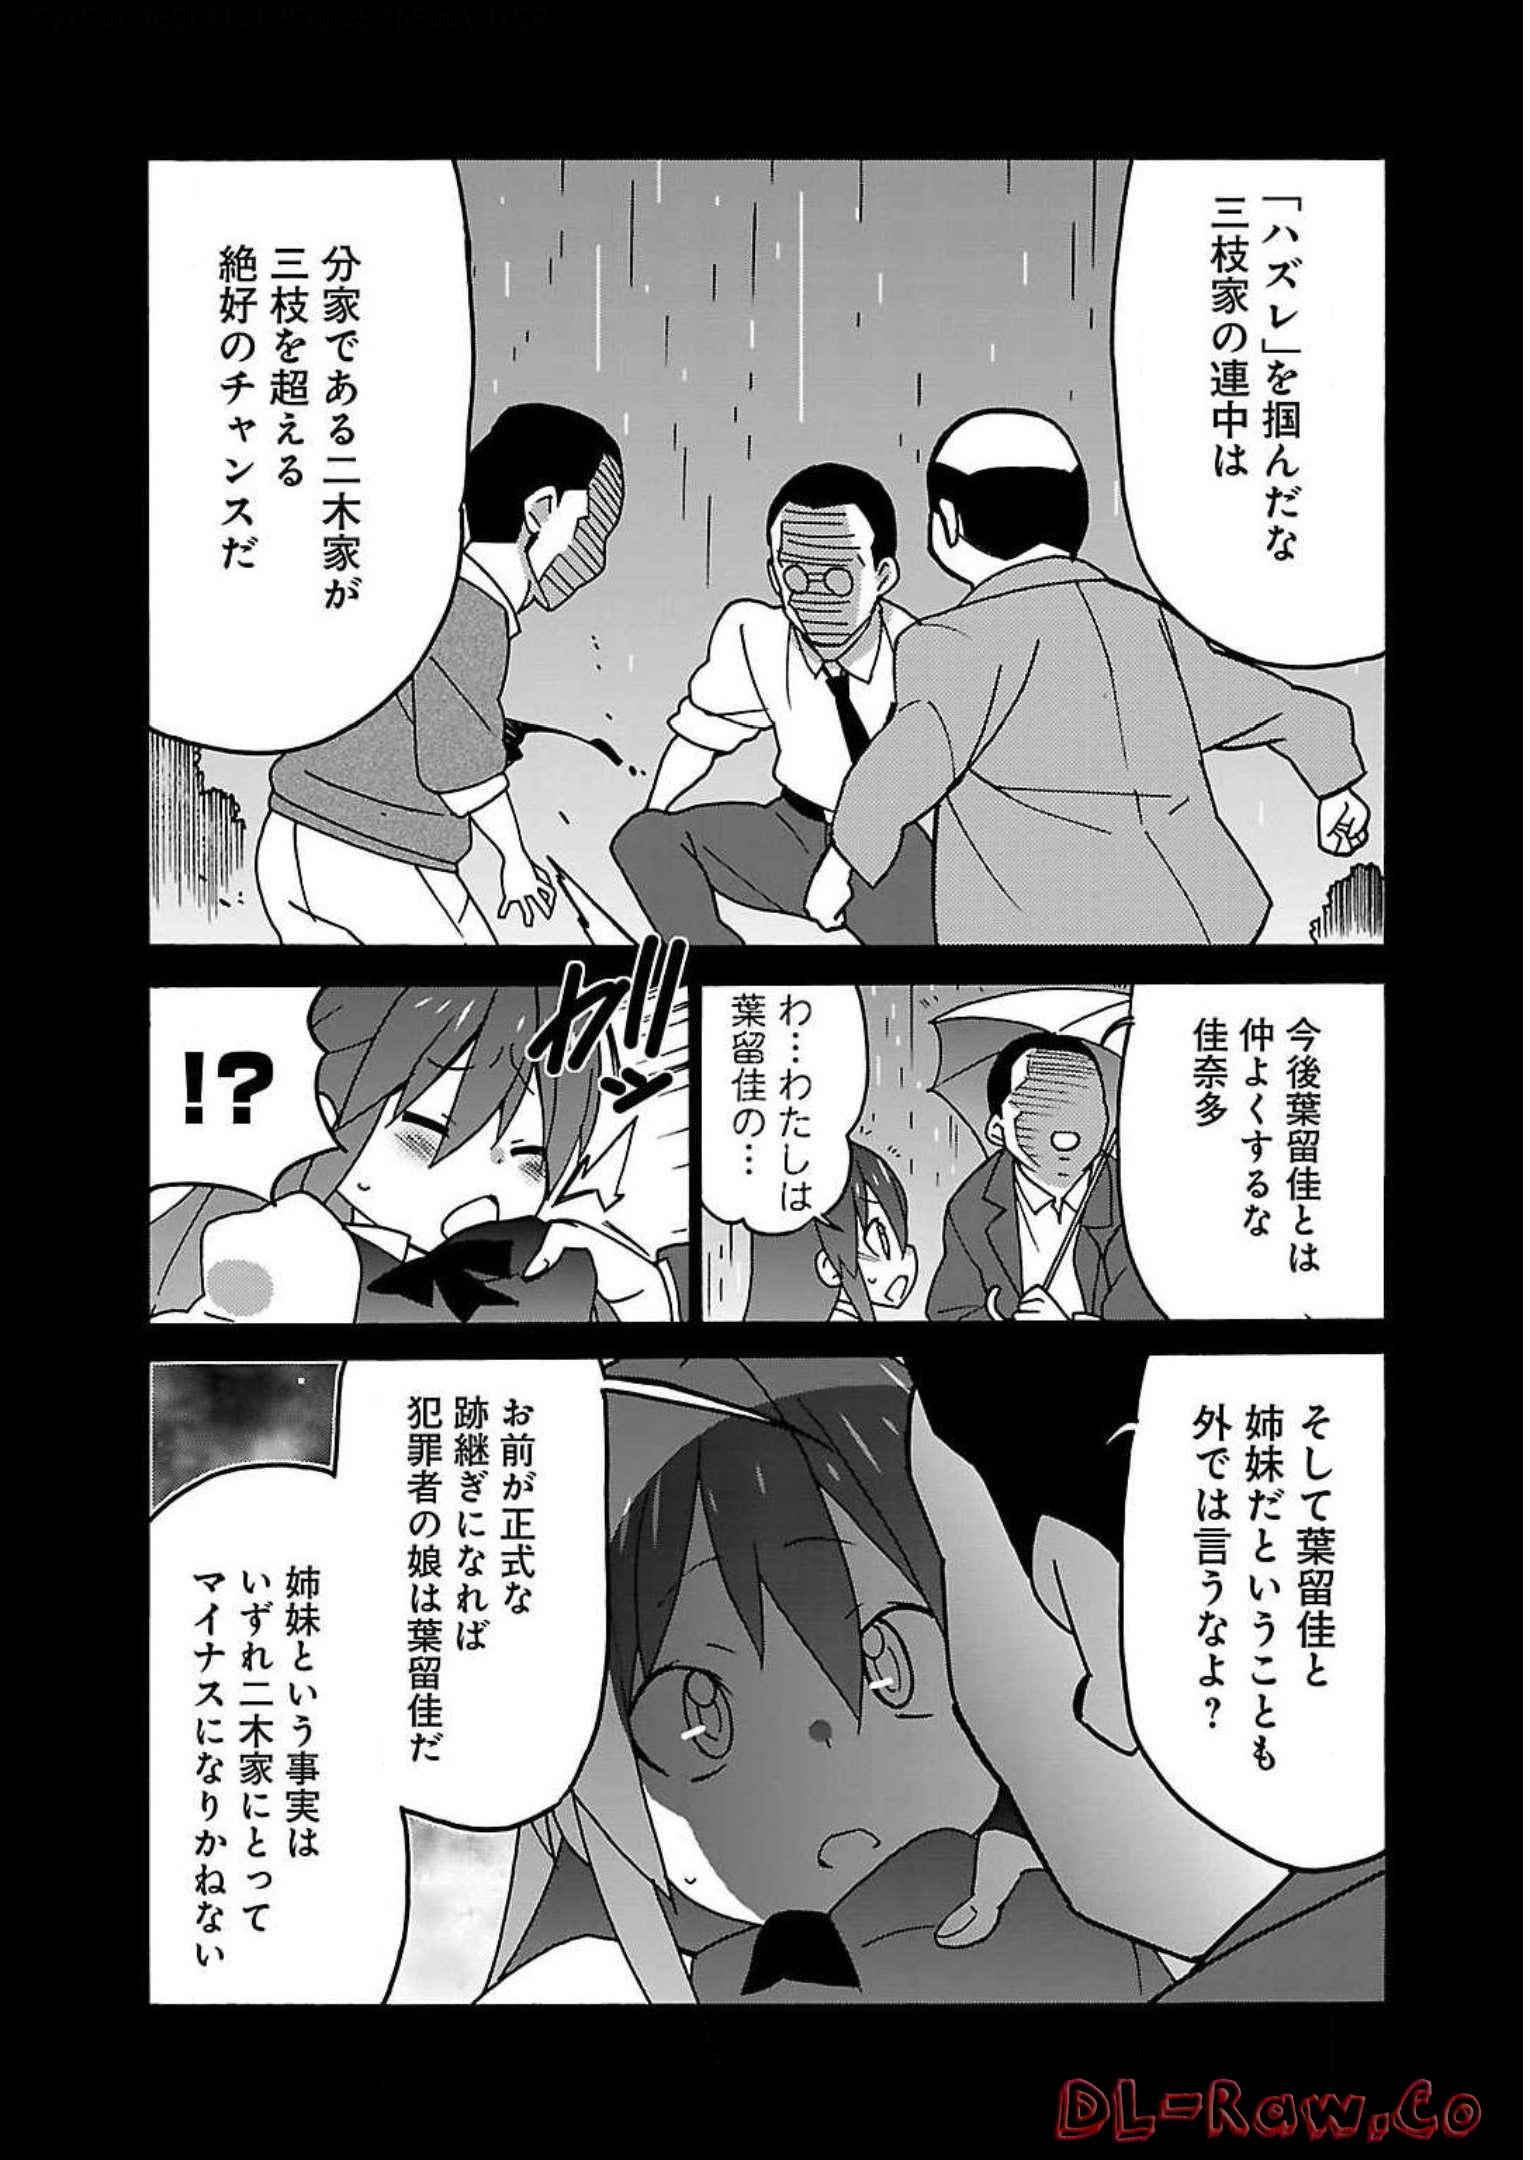 「ハズレ」を掴んだな
三枝家の連中は
分家である二木家が
三枝を超える
絶好のチャンスだ
今後葉留佳とは
仲よくするな
佳奈多
わ…わたしは
葉留佳の…
ガッ
!?
そして葉留佳と
姉妹だということも
外では言うなよ?
お前が正式な
跡継ぎになれば
犯罪者の娘は葉留佳だ
姉妹という事実は
いずれ二木家にとって
マイナスになりかねない
DL-Raw.Co